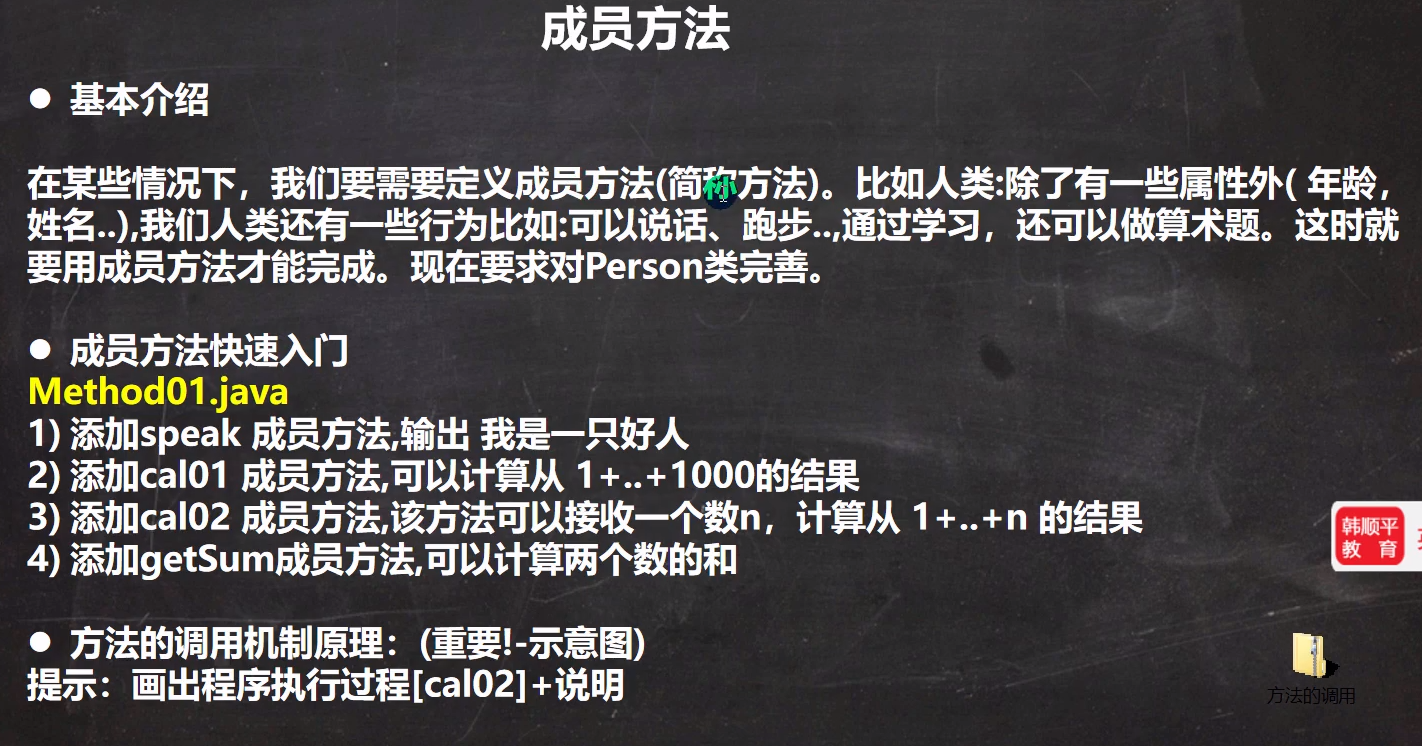 成员方法
● 基本介绍
在某些情况下，我们要需要定义成员方法(简称方法)。比如人类:除了有一些属性外( 年龄，
姓名..),我们人类还有一些行为比如:可以说话、跑步..,通过学习，还可以做算术题。这时就
要用成员方法才能完成。现在要求对Person类完善。
● 成员方法快速入门
Method01.java
1) 添加speak 成员方法,输出 我是一只好人
2) 添加cal01 成员方法,可以计算从 1+..+1000的结果
3) 添加cal02 成员方法,该方法可以接收一个数n，计算从 1+..+n 的结果
4) 添加getSum成员方法,可以计算两个数的和
韩顺平
教 育
● 方法的调用机制原理：(重要!-示意图)
提示：画出程序执行过程[cal02]+说明
方法的调用